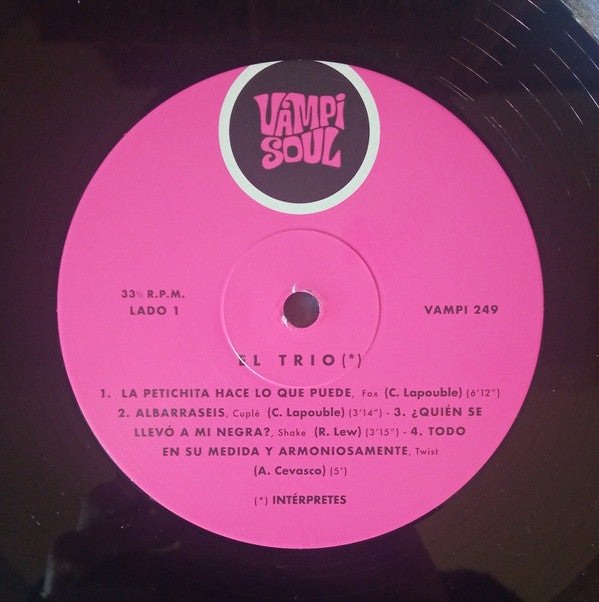 VAMPI
SOUL
33⅓ R.P.M.
LADO 1
VAMPI 249
EL TRIO(*)
1. LA PETICHITA HACE LO QUE PUEDE, Fax (C. Lapouble) (6'12")
2. ALBARRASEIS, Cuplé (C. Lapouble) (3'14") - 3. ¿QUIÉN SE
LLEVÓ A MI NEGRA?, Shake (R. Lew) (3'15") - 4. TODO
EN SU MEDIDA Y ARMONIOSAMENTE, Twist
(A. Cevasco) (5')
(*) INTÉRPRETES